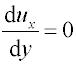 du_x/dy = 0